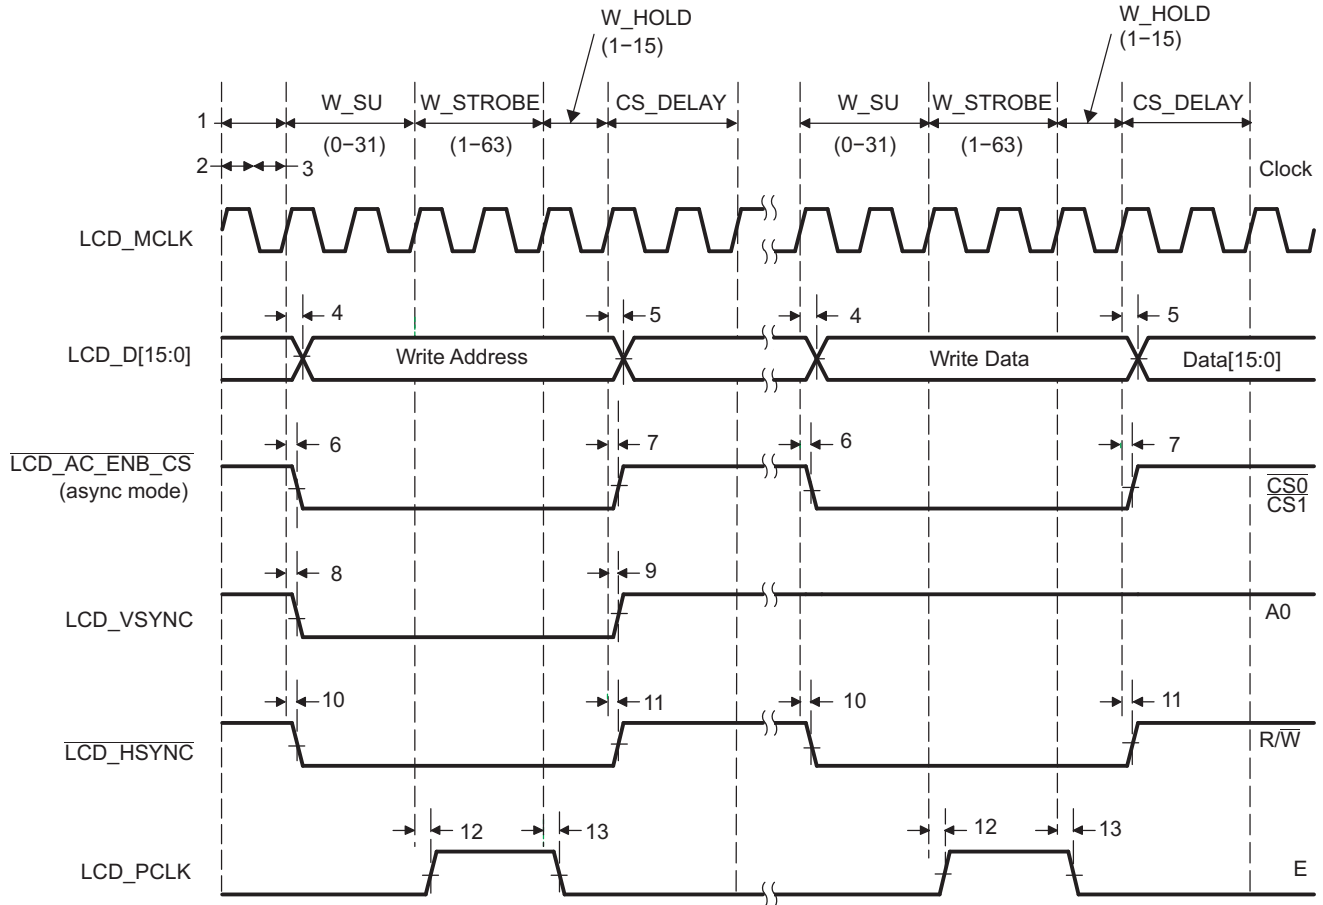 W_HOLD
(1−15)
W_HOLD
(1−15)
W_SU
W_STROBE
CS_DELAY
W_SU
W_STROBE
CS_DELAY
1
(0−31)
(1−63)
(0−31)
(1−63)
2
3
Clock
LCD_MCLK
4
5
4
5
LCD_D[15:0]
Write Address
Write Data
Data[15:0]
6
7
6
7
LCD_AC_ENB_CS
(async mode)
CS0
CS1
8
9
LCD_VSYNC
A0
10
11
10
11
LCD_HSYNC
R/W
12
13
12
13
LCD_PCLK
E